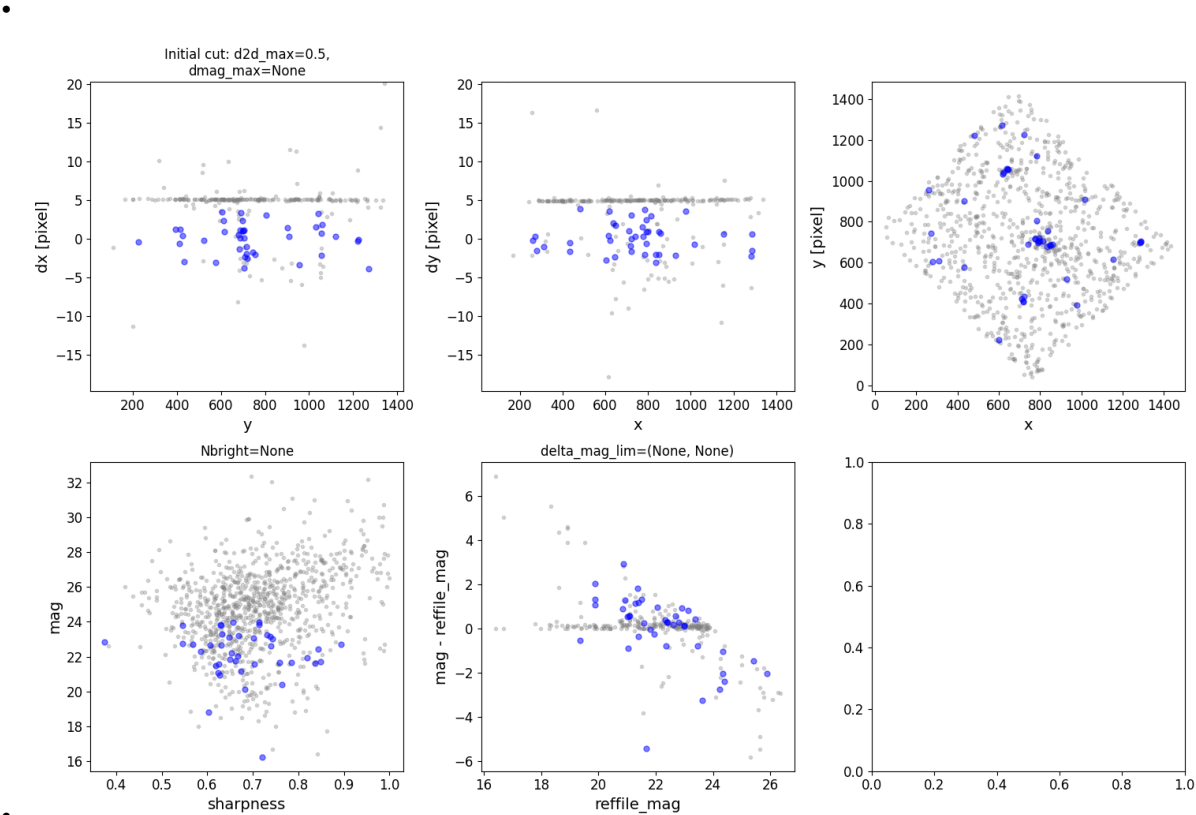 Initial cut: d2d_max=0.5,
dmag_max=None
20
15
10
5
0
−5
−10
−15
dx [pixel]
200 400 600 800 1000 1200 1400
y
20
15
10
5
0
−5
−10
−15
dy [pixel]
200 400 600 800 1000 1200 1400
x
1400
1200
1000
800
600
400
200
0
y [pixel]
0 200 400 600 800 1000 1200 1400
x
Nbright=None
32
30
28
26
24
22
20
18
16
mag
0.4 0.5 0.6 0.7 0.8 0.9 1.0
sharpness
delta_mag_lim=(None, None)
6
4
2
0
−2
−4
−6
mag - reffile_mag
16 18 20 22 24 26
reffile_mag
1.0
0.8
0.6
0.4
0.2
0.0
0.0 0.2 0.4 0.6 0.8 1.0